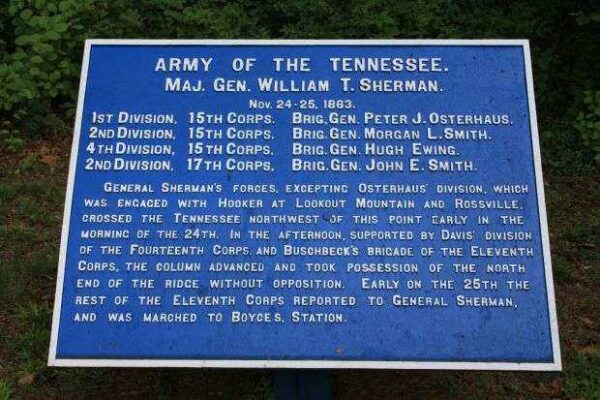 ARMY OF THE TENNESSEE.
MAJ. GEN. WILLIAM T. SHERMAN.
NOV. 24-25, 1863.
1ST DIVISION, 15TH CORPS. BRIG. GEN. PETER J. OSTERHAUS.
2ND DIVISION, 15TH CORPS, BRIG. GEN. MORGAN L. SMITH.
4TH DIVISION, 15TH CORPS, BRIG. GEN. HUGH EWING.
2ND DIVISION, 17TH CORPS, BRIG. GEN. JOHN E. SMITH.
GENERAL SHERMAN'S FORCES, EXCEPTING OSTERHAUS' DIVISION, WHICH
WAS ENGAGED WITH HOOKER AT LOOKOUT MOUNTAIN AND ROSSVILLE,
CROSSED THE TENNESSEE NORTHWEST OF THIS POINT EARLY IN THE
MORNING OF THE 24TH. IN THE AFTERNOON, SUPPORTED BY DAVIS' DIVISION
OF THE FOURTEENTH CORPS. AND BUSCHBECK'S BRIGADE OF THE ELEVENTH
CORPS, THE COLUMN ADVANCED AND TOOK POSSESSION OF THE NORTH
END OF THE RIDGE WITHOUT OPPOSITION. EARLY ON THE 25TH THE
REST OF THE ELEVENTH CORPS REPORTED TO GENERAL SHERMAN,
AND WAS MARCHED TO BOYCE S. STATION.